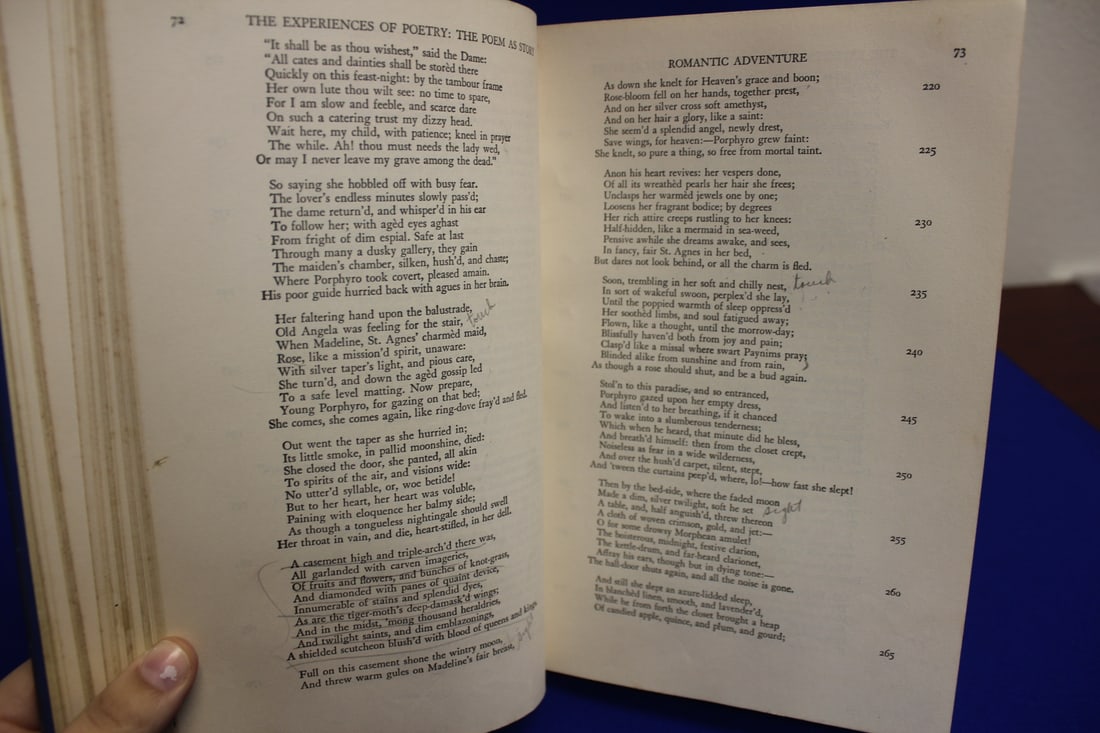 72
THE EXPERIENCES OF POETRY: THE POEM AS STORY
"It shall be as thou wishest," said the Dame:
"All cates and dainties shall be storèd there
Quickly on this feast-night: by the tambour frame
Her own lute thou wilt see: no time to spare,
For I am slow and feeble, and scarce dare
On such a catering trust my dizzy head.
Wait here, my child, with patience; kneel in prayer
The while. Ah! thou must needs the lady wed,
Or may I never leave my grave among the dead."
So saying she hobbled off with busy fear.
The lover's endless minutes slowly pass'd;
The dame return'd, and whisper'd in his ear
To follow her; with agèd eyes aghast
From fright of dim espial. Safe at last
Through many a dusky gallery, they gain
The maiden's chamber, silken, hush'd, and chaste;
Where Porphyro took covert, pleased amain.
His poor guide hurried back with agues in her brain.
Her faltering hand upon the balustrade,
Old Angela was feeling for the stair, touch
When Madeline, St. Agnes' charmèd maid,
Rose, like a mission'd spirit, unaware:
With silver taper's light, and pious care,
She turn'd, and down the agèd gossip led
To a safe level matting. Now prepare,
Young Porphyro, for gazing on that bed;
She comes, she comes again, like ring-dove fray'd and fled.
Out went the taper as she hurried in;
Its little smoke, in pallid moonshine, died:
She closed the door, she panted, all akin
To spirits of the air, and visions wide:
No utter'd syllable, or, woe betide!
But to her heart, her heart was voluble,
Paining with eloquence her balmy side;
As though a tongueless nightingale should swell
Her throat in vain, and die, heart-stifled, in her dell.
A casement high and triple-arch'd there was,
All garlanded with carven imageries,
Of fruits and flowers, and bunches of knot-grass,
And diamonded with panes of quaint device,
Innumerable of stains and splendid dyes,
As are the tiger-moth's deep-damask'd wings;
And in the midst, 'mong thousand heraldries,
And twilight saints, and dim emblazonings,
A shielded scutcheon blush'd with blood of queens and kings.
Full on this casement shone the wintry moon,
And threw warm gules on Madeline's fair breast,
ROMANTIC ADVENTURE
73
As down she knelt for Heaven's grace and boon;
Rose-bloom fell on her hands, together prest, 220
And on her silver cross soft amethyst,
And on her hair a glory, like a saint:
She seem'd a splendid angel, newly drest,
Save wings, for heaven:—Porphyro grew faint:
She knelt, so pure a thing, so free from mortal taint. 225
Anon his heart revives: her vespers done,
Of all its wreathèd pearls her hair she frees;
Unclasps her warmèd jewels one by one;
Loosens her fragrant bodice; by degrees
Her rich attire creeps rustling to her knees: 230
Half-hidden, like a mermaid in sea-weed,
Pensive awhile she dreams awake, and sees,
In fancy, fair St. Agnes in her bed,
But dares not look behind, or all the charm is fled.
Soon, trembling in her soft and chilly nest, touch 235
In sort of wakeful swoon, perplex'd she lay,
Until the poppied warmth of sleep oppress'd
Her soothèd limbs, and soul fatigued away;
Flown, like a thought, until the morrow-day;
Blissfully haven'd both from joy and pain; 240
Clasp'd like a missal where swart Paynims pray;
Blinded alike from sunshine and from rain,
As though a rose should shut, and be a bud again.
Stol'n to this paradise, and so entranced,
Porphyro gazed upon her empty dress, 245
And listen'd to her breathing, if it chanced
To wake into a slumberous tenderness;
Which when he heard, that minute did he bless,
And breath'd himself: then from the closet crept,
Noiseless as fear in a wide wilderness, 250
And over the hush'd carpet, silent, stept,
And 'tween the curtains peep'd, where, lo!—how fast she slept!
Then by the bed-side, where the faded moon
Made a dim, silver twilight, soft he set sight
A table, and, half anguish'd, threw thereon 255
A cloth of woven crimson, gold, and jet:—
O for some drowsy Morphean amulet!
The boisterous, midnight, festive clarion,
The kettle-drum, and far-heard clarionet,
Affray his ears, though but in dying tone:— 260
The hall-door shuts again, and all the noise is gone.
And still she slept an azure-lidded sleep,
In blanchèd linen, smooth, and lavender'd,
While he from forth the closet brought a heap
Of candied apple, quince, and plum, and gourd; 265